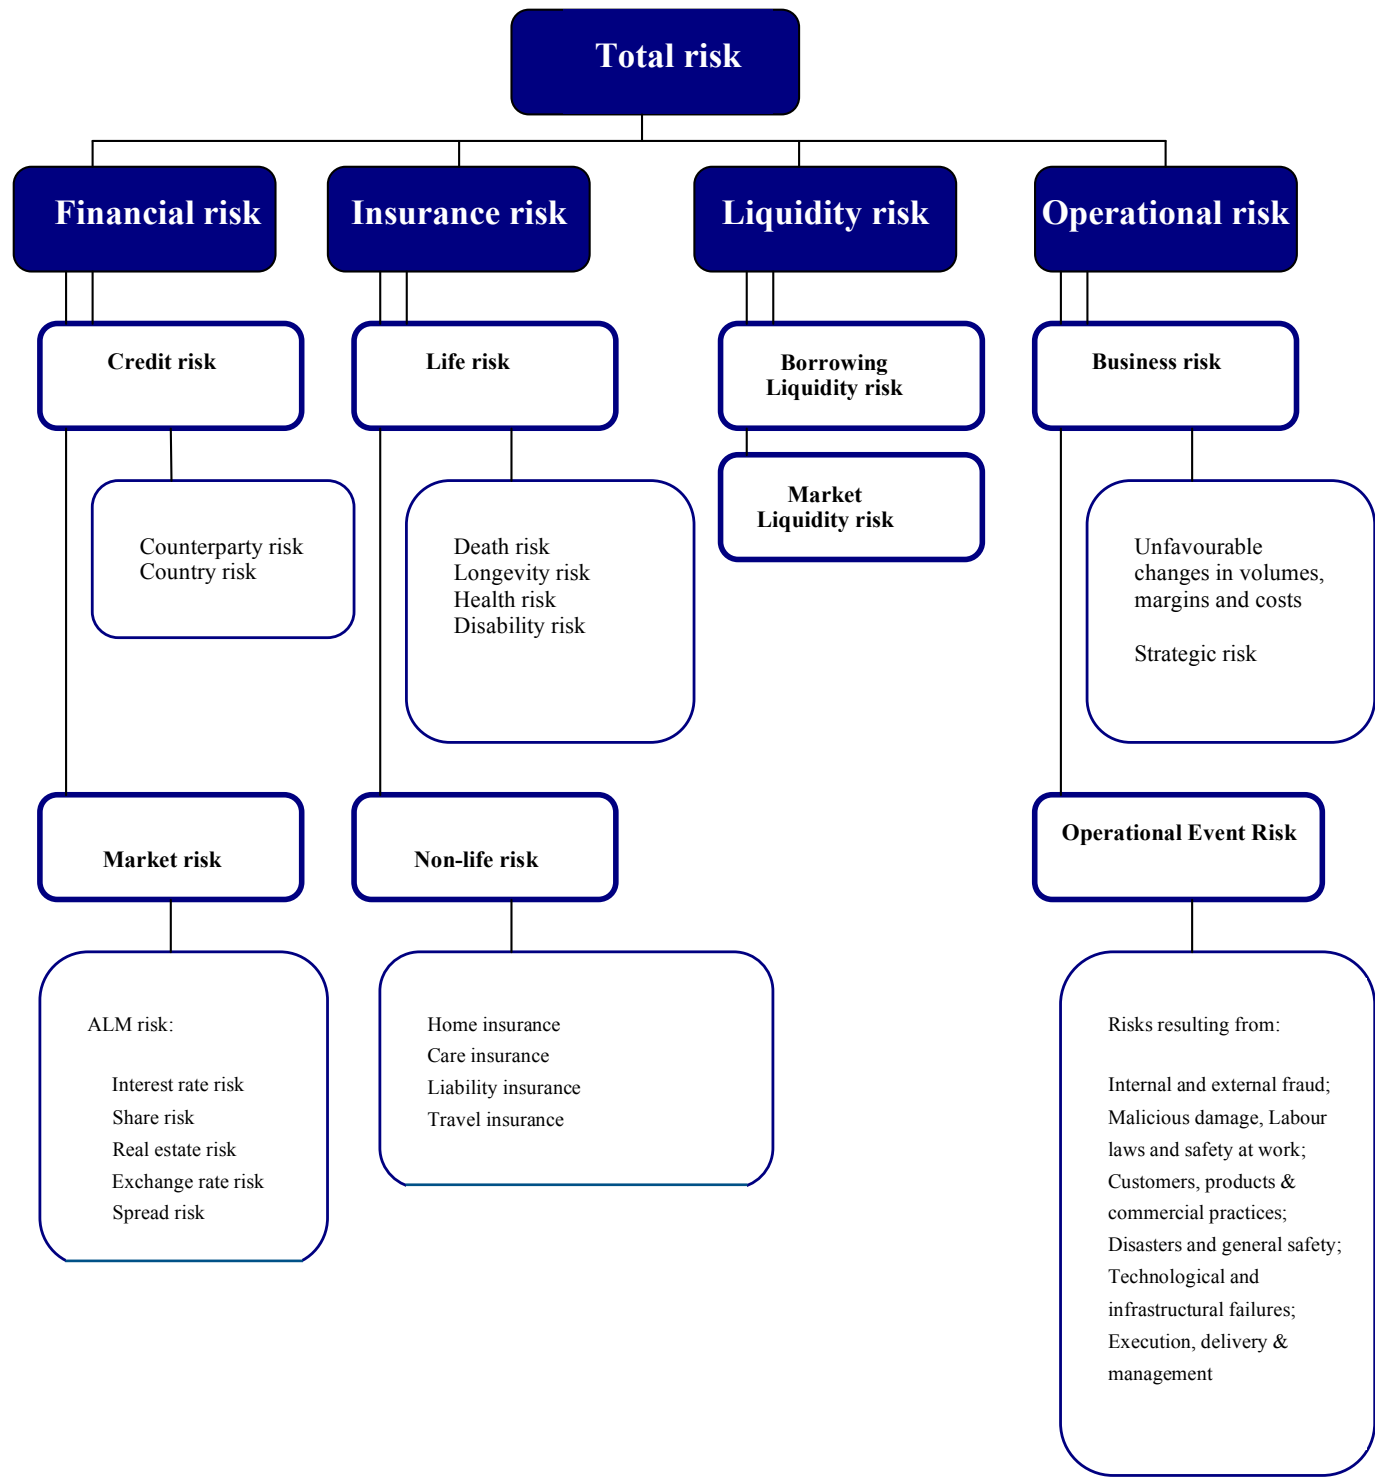 Total risk
Financial risk
Insurance risk
Liquidity risk
Operational risk
Credit risk
Life risk
Borrowing
Liquidity risk
Business risk
Market
Liquidity risk
Counterparty risk
Country risk
Death risk
Longevity risk
Health risk
Disability risk
Unfavourable
changes in volumes,
margins and costs
Strategic risk
Market risk
Non-life risk
Operational Event Risk
ALM risk:
Interest rate risk
Share risk
Real estate risk
Exchange rate risk
Spread risk
Home insurance
Care insurance
Liability insurance
Travel insurance
Risks resulting from:
Internal and external fraud;
Malicious damage, Labour
laws and safety at work;
Customers, products &
commercial practices;
Disasters and general safety;
Technological and
infrastructural failures;
Execution, delivery &
management